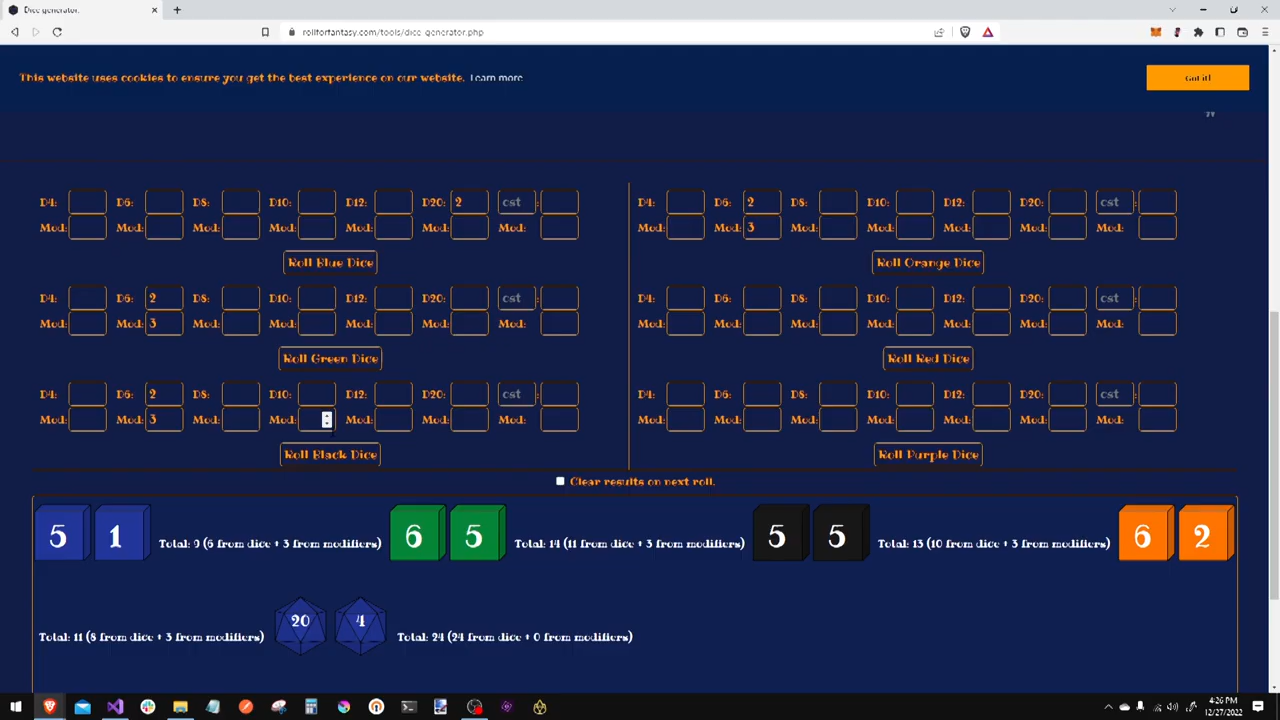 Dice generator.
rollforfantasy.com/tools/dice-generator.php
This website uses cookies to ensure you get the best experience on our website. Learn more
Got it!
D4: D6: D8: D10: D12: D20: 2 cst :
Mod: Mod: Mod: Mod: Mod: Mod: Mod:
Roll Blue Dice
D4: D6: 2 D8: D10: D12: D20: cst :
Mod: Mod: 3 Mod: Mod: Mod: Mod: Mod:
Roll Orange Dice
D4: D6: 2 D8: D10: D12: D20: cst :
Mod: Mod: 3 Mod: Mod: Mod: Mod: Mod:
Roll Green Dice
D4: D6: D8: D10: D12: D20: cst :
Mod: Mod: Mod: Mod: Mod: Mod: Mod:
Roll Red Dice
D4: D6: 2 D8: D10: D12: D20: cst :
Mod: Mod: 3 Mod: Mod: Mod: Mod: Mod:
Roll Black Dice
D4: D6: D8: D10: D12: D20: cst :
Mod: Mod: Mod: Mod: Mod: Mod: Mod:
Roll Purple Dice
Clear results on next roll.
5 1 Total: 9 (6 from dice + 3 from modifiers) 6 5 Total: 14 (11 from dice + 3 from modifiers) 5 5 Total: 13 (10 from dice + 3 from modifiers) 6 2
Total: 11 (8 from dice + 3 from modifiers) 20 4 Total: 24 (24 from dice + 0 from modifiers)
4:26 PM
12/27/2022